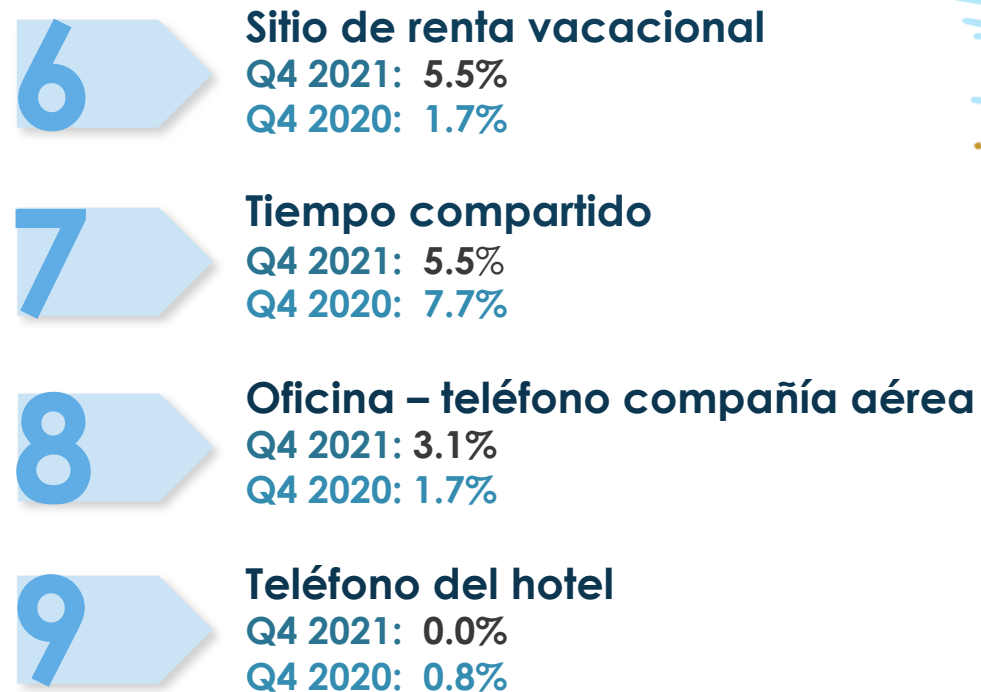 6
Sitio de renta vacacional
Q4 2021: 5.5%
Q4 2020: 1.7%
7
Tiempo compartido
Q4 2021: 5.5%
Q4 2020: 7.7%
8
Oficina – teléfono compañía aérea
Q4 2021: 3.1%
Q4 2020: 1.7%
9
Teléfono del hotel
Q4 2021: 0.0%
Q4 2020: 0.8%